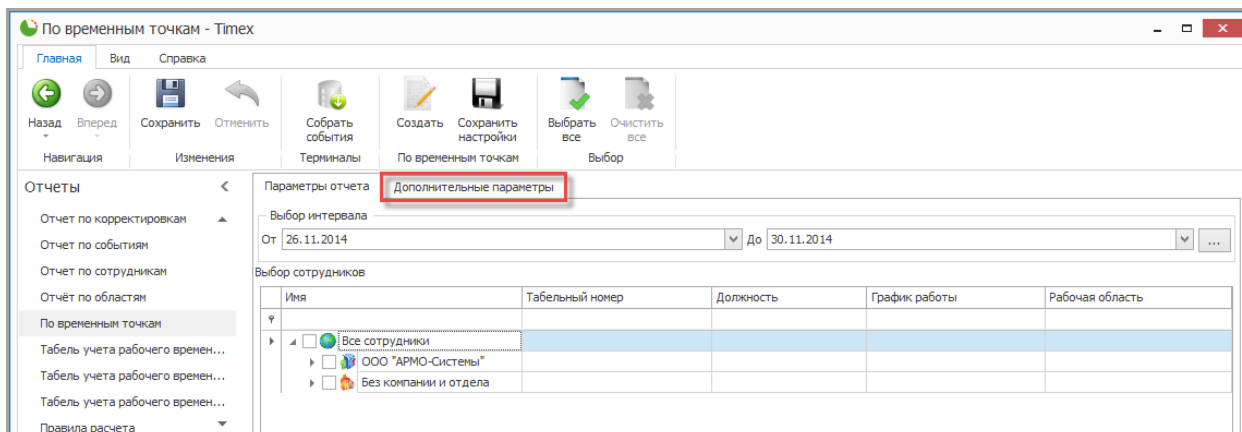 По временным точкам - Timex
Главная Вид Справка
Назад Вперед Сохранить Отменить Собрать события Создать Сохранить настройки Выбрать все Очистить все
Навигация Изменения Терминалы По временным точкам Выбор
Отчеты
Отчет по корректировкам
Отчет по событиям
Отчет по сотрудникам
Отчёт по областям
По временным точкам
Табель учета рабочего времен...
Табель учета рабочего времен...
Табель учета рабочего времен...
Правила расчета
Параметры отчета Дополнительные параметры
Выбор интервала
От 26.11.2014 До 30.11.2014 ...
Выбор сотрудников
Имя Табельный номер Должность График работы Рабочая область
Все сотрудники
ООО "АРМО-Системы"
Без компании и отдела